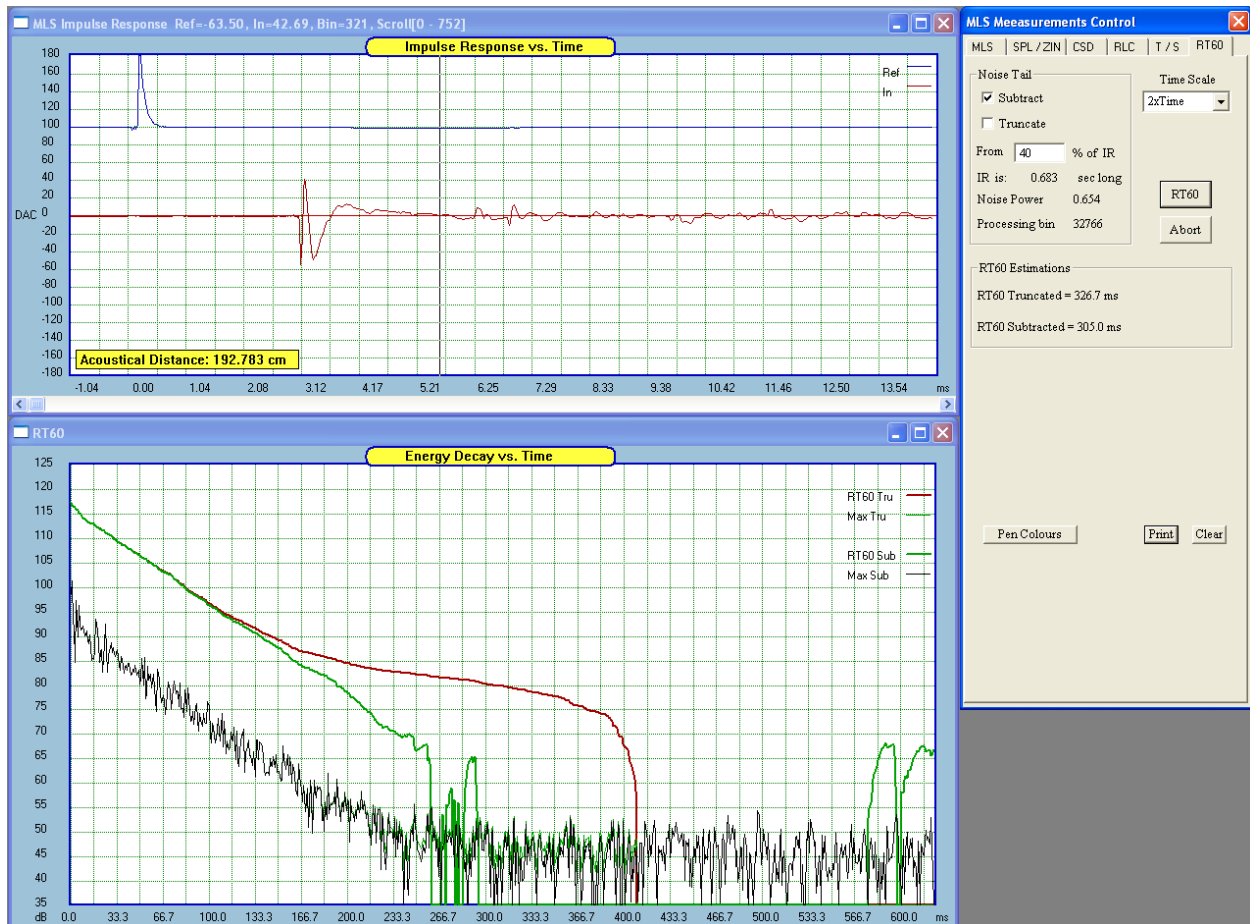 MLS Impulse Response Ref=-63.50, In=42.69, Bin=321, Scroll[0 - 752]
Impulse Response vs. Time
180
160
140
120
100
80
60
40
20
DAC 0
-20
-40
-60
-80
-100
-120
-140
-160
-180
Ref
In
Acoustical Distance: 192.783 cm
-1.04 0.00 1.04 2.08 3.12 4.17 5.21 6.25 7.29 8.33 9.38 10.42 11.46 12.50 13.54 ms
RT60
Energy Decay vs. Time
125
120
115
110
105
100
95
90
85
80
75
70
65
60
55
50
45
40
35
RT60 Tru
Max Tru
RT60 Sub
Max Sub
dB 0.0 33.3 66.7 100.0 133.3 166.7 200.0 233.3 266.7 300.0 333.3 366.7 400.0 433.3 466.7 500.0 533.3 566.7 600.0 ms
MLS Meeasurements Control
MLS SPL / ZIN CSD RLC T / S RT60
Noise Tail
Subtract
Truncate
From 40 % of IR
IR is: 0.683 sec long
Noise Power 0.654
Processing bin 32766
Time Scale
2xTime
RT60
Abort
RT60 Estimations
RT60 Truncated = 326.7 ms
RT60 Subtracted = 305.0 ms
Pen Colours Print Clear